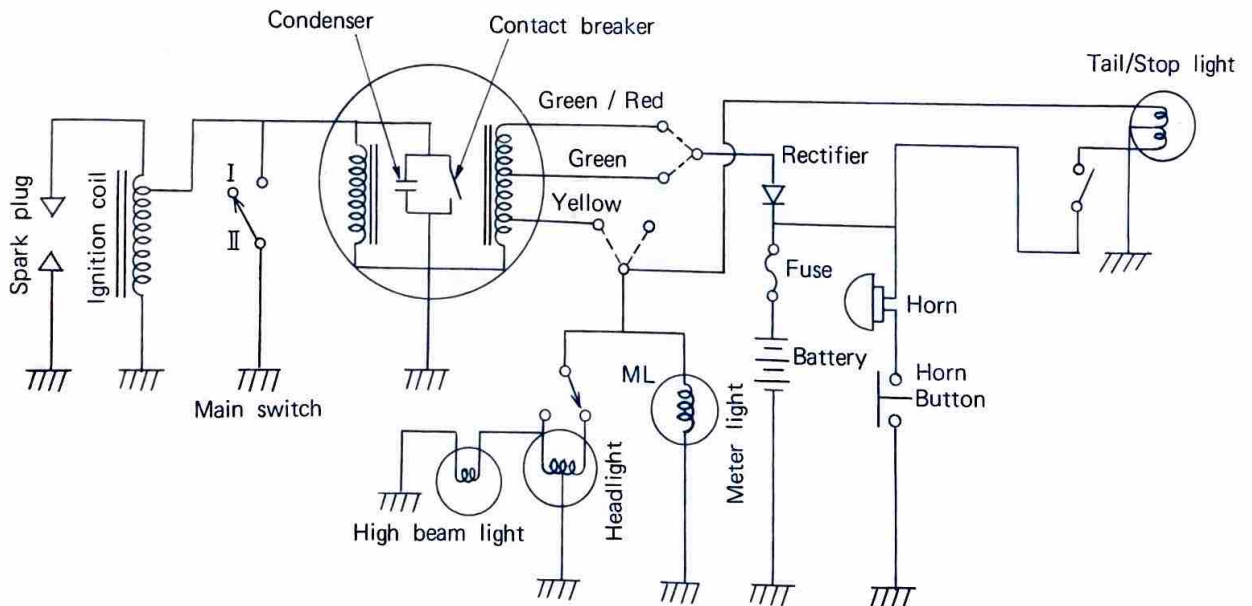 Condenser
Contact breaker
Tail/Stop light
Green / Red
Green
Rectifier
Yellow
I
II
Spark plug
Ignition coil
Fuse
Horn
Battery
Horn
Button
ML
Meter light
Main switch
Headlight
High beam light